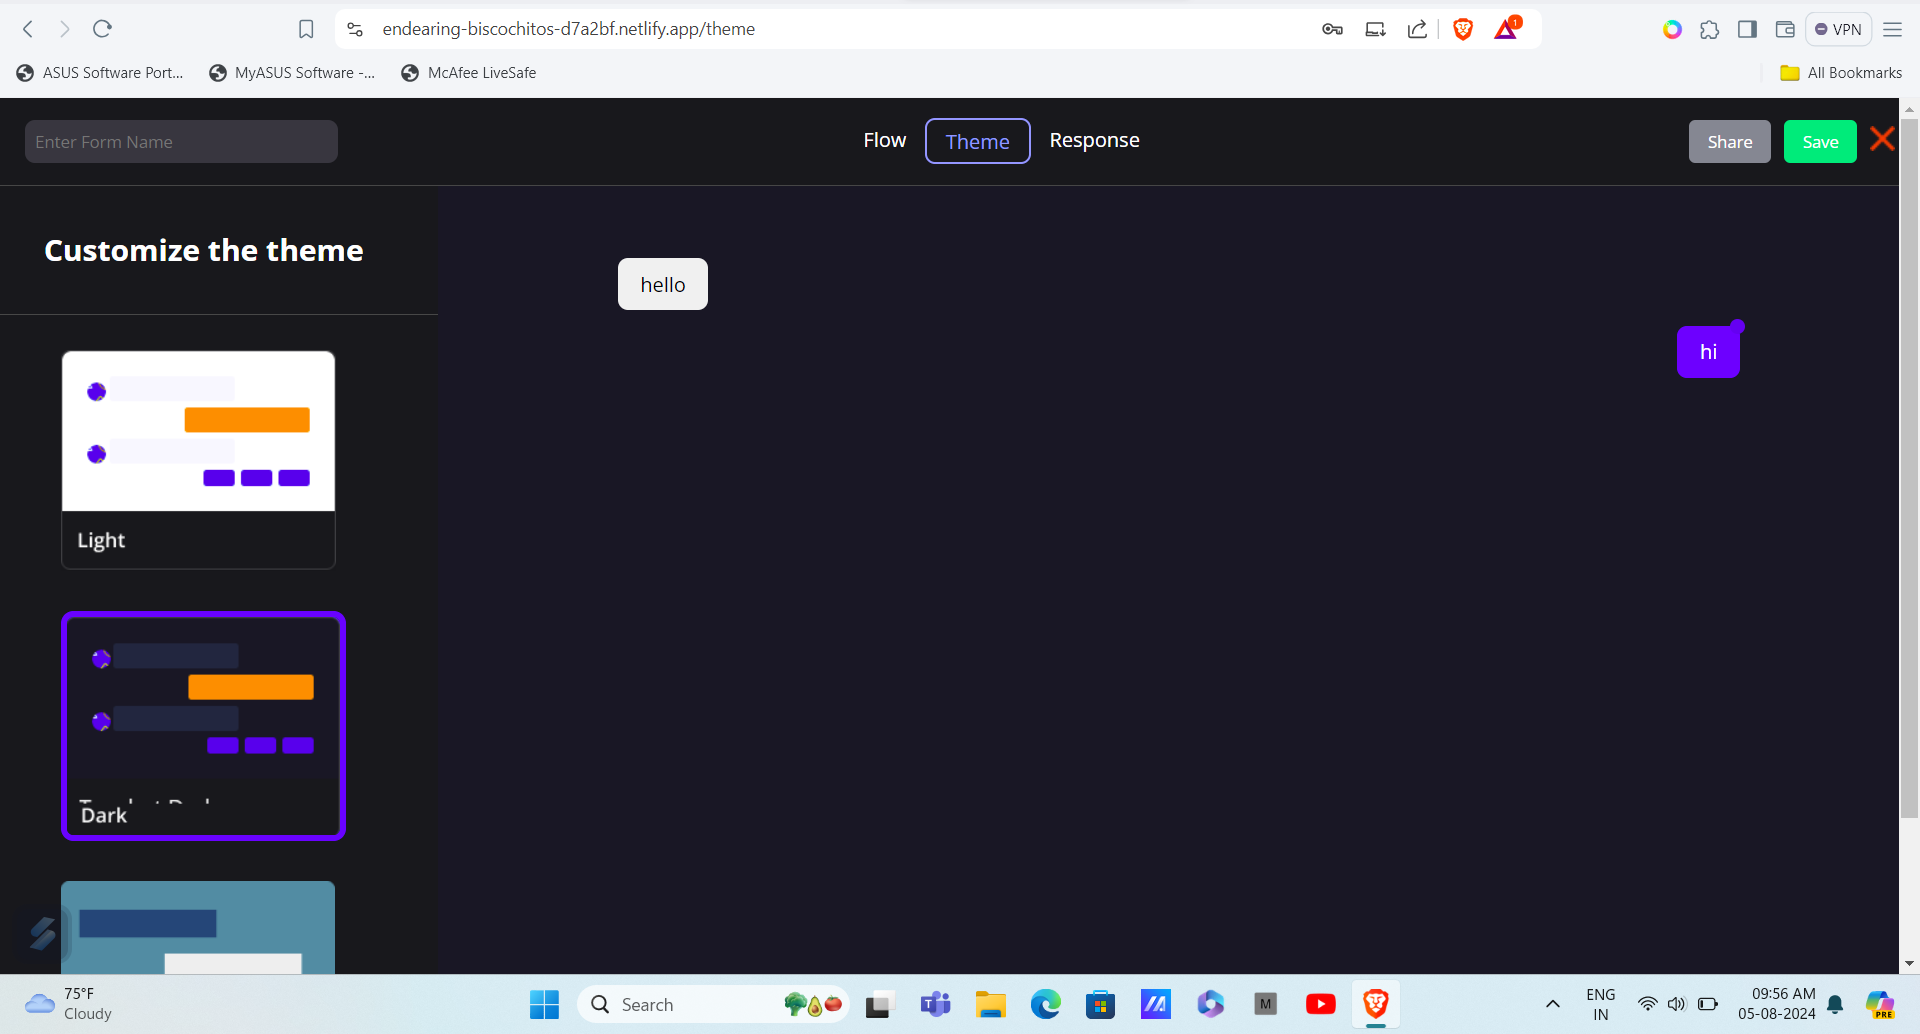 endearing-biscochitos-d7a2bf.netlify.app/theme
1
VPN
ASUS Software Port...
MyASUS Software -...
McAfee LiveSafe
All Bookmarks
Enter Form Name
Flow
Theme
Response
Share
Save
Customize the theme
hello
hi
Light
Dark
75°F
Cloudy
Search
T
M
PRE
ENG
IN
09:56 AM
05-08-2024